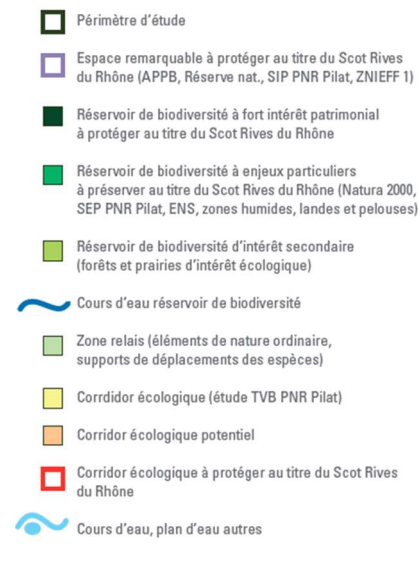 Périmètre d'étude
Espace remarquable à protéger au titre du Scot Rives
du Rhône (APPB, Réserve nat., SIP PNR Pilat, ZNIEFF 1)
Réservoir de biodiversité à fort intérêt patrimonial
à protéger au titre du Scot Rives du Rhône
Réservoir de biodiversité à enjeux particuliers
à préserver au titre du Scot Rives du Rhône (Natura 2000,
SEP PNR Pilat, ENS, zones humides, landes et pelouses)
Réservoir de biodiversité d'intérêt secondaire
(forêts et prairies d'intérêt écologique)
Cours d'eau réservoir de biodiversité
Zone relais (éléments de nature ordinaire,
supports de déplacements des espèces)
Corrdidor écologique (étude TVB PNR Pilat)
Corridor écologique potentiel
Corridor écologique à protéger au titre du Scot Rives
du Rhône
Cours d'eau, plan d'eau autres